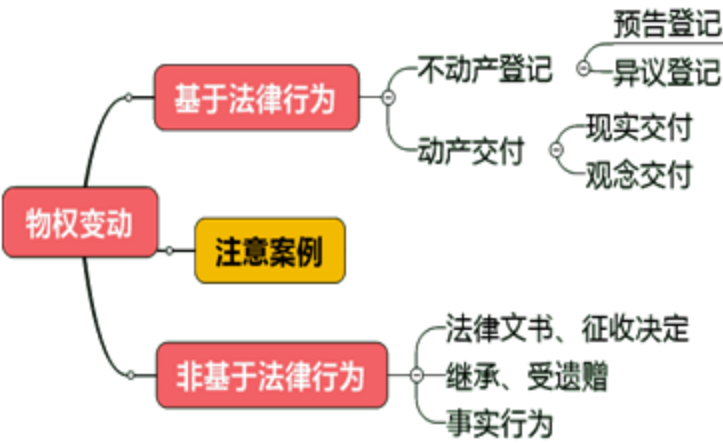 物权变动
基于法律行为
不动产登记
预告登记
异议登记
动产交付
现实交付
观念交付
注意案例
非基于法律行为
法律文书、征收决定
继承、受遗赠
事实行为